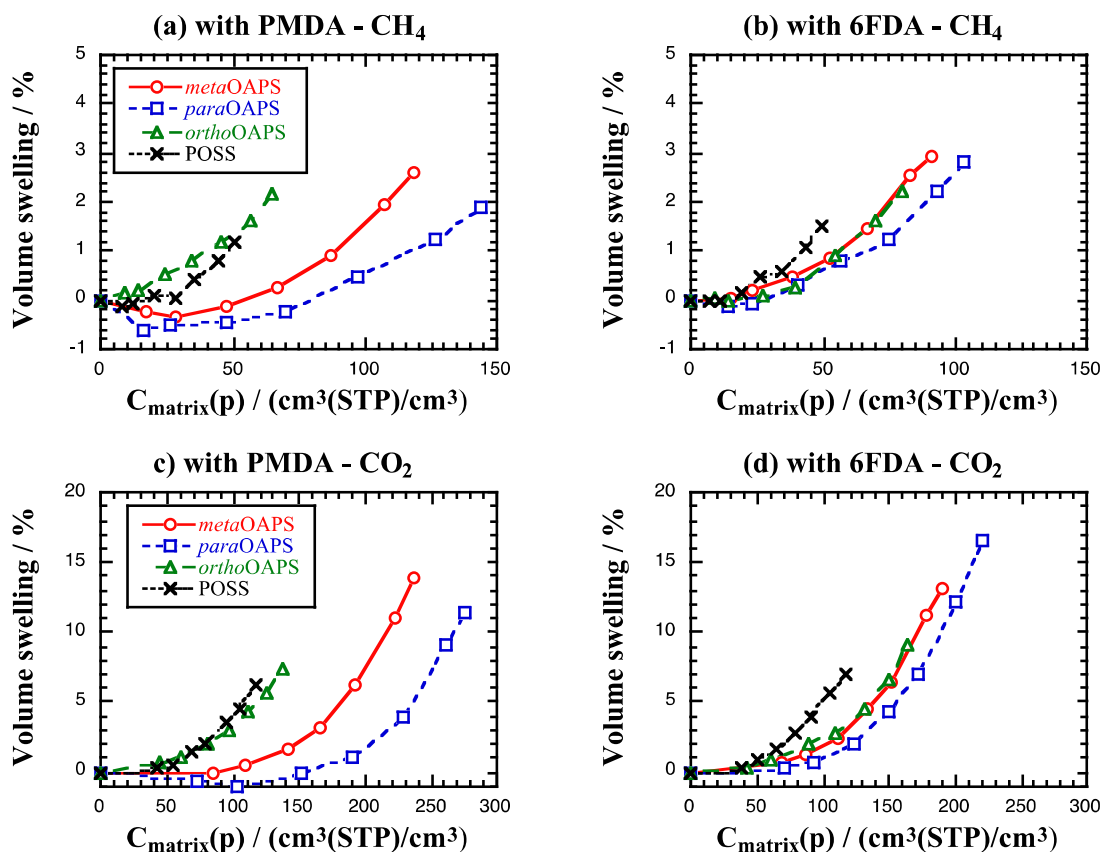 (a) with PMDA - CH4
5
4
3
2
1
0
-1
Volume swelling / %
metaOAPS
paraOAPS
orthoOAPS
POSS
0 50 100 150
Cmatrix(p) / (cm³(STP)/cm³)
(b) with 6FDA - CH4
5
4
3
2
1
0
-1
Volume swelling / %
0 50 100 150
Cmatrix(p) / (cm³(STP)/cm³)
c) with PMDA - CO2
20
15
10
5
0
Volume swelling / %
metaOAPS
paraOAPS
orthoOAPS
POSS
0 50 100 150 200 250 300
Cmatrix(p) / (cm³(STP)/cm³)
(d) with 6FDA - CO2
20
15
10
5
0
Volume swelling / %
0 50 100 150 200 250 300
Cmatrix(p) / (cm³(STP)/cm³)